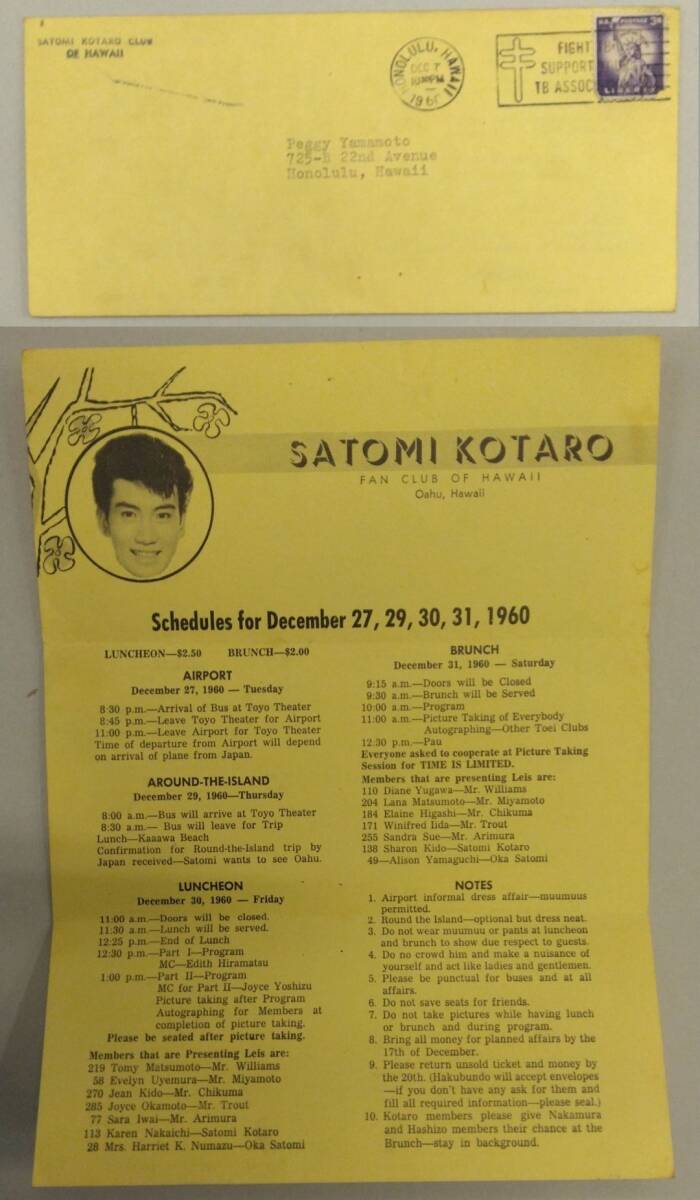 SATOMI KOTARO CLUB
OF HAWAII
HONOLULU, HAWAII
DEC 7
PM
1960
FIGHT
SUPPORT
TB ASSOC
U.S. POSTAGE 3¢
LIBERTY
Peggy Yamamoto
725-B 22nd Avenue
Honolulu, Hawaii
SATOMI KOTARO
FAN CLUB OF HAWAII
Oahu, Hawaii
Schedules for December 27, 29, 30, 31, 1960
LUNCHEON—$2.50 BRUNCH—$2.00
AIRPORT
December 27, 1960 — Tuesday
8:30 p.m.—Arrival of Bus at Toyo Theater
8:45 p.m.—Leave Toyo Theater for Airport
11:00 p.m.—Leave Airport for Toyo Theater
Time of departure from Airport will depend
on arrival of plane from Japan.
AROUND-THE-ISLAND
December 29, 1960—Thursday
8:00 a.m.—Bus will arrive at Toyo Theater
8:30 a.m.— Bus will leave for Trip
Lunch—Kaaawa Beach
Confirmation for Round-the-Island trip by
Japan received—Satomi wants to see Oahu.
LUNCHEON
December 30, 1960 — Friday
11:00 a.m.—Doors will be closed.
11:30 a.m.—Lunch will be served.
12:25 p.m.—End of Lunch
12:30 p.m.—Part I—Program
MC—Edith Hiramatsu
1:00 p.m.—Part II—Program
MC for Part II—Joyce Yoshizu
Picture taking after Program
Autographing for Members at
completion of picture taking.
Please be seated after picture taking.
Members that are Presenting Leis are:
219 Tomy Matsumoto—Mr. Williams
58 Evelyn Uyemura—Mr. Miyamoto
270 Jean Kido—Mr. Chikuma
285 Joyce Okamoto—Mr. Trout
77 Sara Iwai—Mr. Arimura
113 Karen Nakaichi—Satomi Kotaro
28 Mrs. Harriet K. Numazu—Oka Satomi
BRUNCH
December 31, 1960 — Saturday
9:15 a.m.—Doors will be Closed
9:30 a.m.—Brunch will be Served
10:00 a.m.—Program
11:00 a.m.—Picture Taking of Everybody
Autographing—Other Toei Clubs
12:30 p.m.—Pau
Everyone asked to cooperate at Picture Taking
Session for TIME IS LIMITED.
Members that are presenting Leis are:
110 Diane Yugawa—Mr. Williams
204 Lana Matsumoto—Mr. Miyamoto
184 Elaine Higashi—Mr. Chikuma
171 Winifred Iida—Mr. Trout
255 Sandra Sue—Mr. Arimura
138 Sharon Kido—Satomi Kotaro
49—Alison Yamaguchi—Oka Satomi
NOTES
1. Airport informal dress affair—muumuus
permitted.
2. Round the Island—optional but dress neat.
3. Do not wear muumuu or pants at luncheon
and brunch to show due respect to guests.
4. Do no crowd him and make a nuisance of
yourself and act like ladies and gentlemen.
5. Please be punctual for buses and at all
affairs.
6. Do not save seats for friends.
7. Do not take pictures while having lunch
or brunch and during program.
8. Bring all money for planned affairs by the
17th of December.
9. Please return unsold ticket and money by
the 20th. (Hakubundo will accept envelopes
—if you don't have any ask for them and
fill all required information—please seal.)
10. Kotaro members please give Nakamura
and Hashizo members their chance at the
Brunch—stay in background.